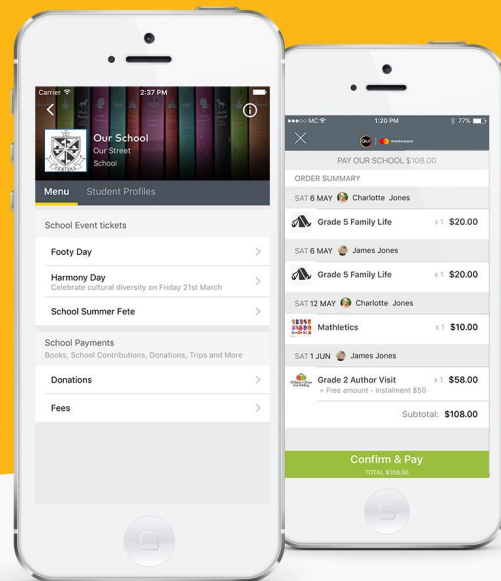 Carrier 2:37 PM
Our School
Our Street
School
Menu Student Profiles
School Event tickets
Footy Day
Harmony Day
Celebrate cultural diversity on Friday 21st March
School Summer Fete
School Payments
Books, School Contributions, Donations, Trips and More
Donations
Fees
MC 1:20 PM 77%
Qkr! masterpass
PAY OUR SCHOOL $108.00
ORDER SUMMARY
SAT 6 MAY Charlotte Jones
Grade 5 Family Life x 1 $20.00
SAT 6 MAY James Jones
Grade 5 Family Life x 1 $20.00
SAT 12 MAY Charlotte Jones
Mathletics x 1 $10.00
SAT 1 JUN James Jones
Grade 2 Author Visit x 1 $58.00
+ Free amount - Instalment $50
Subtotal: $108.00
Confirm & Pay
TOTAL $108.00